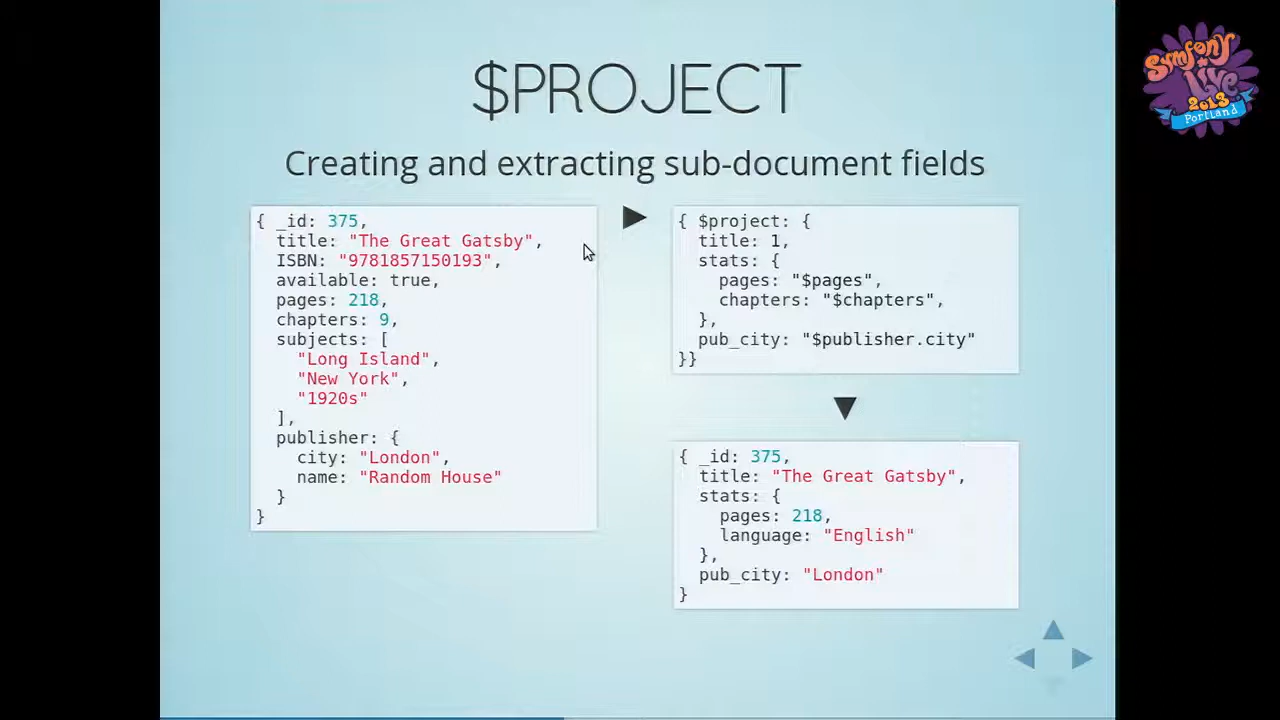 $PROJECT
Creating and extracting sub-document fields
{ _id: 375,
title: "The Great Gatsby",
ISBN: "9781857150193",
available: true,
pages: 218,
chapters: 9,
subjects: [
"Long Island",
"New York",
"1920s"
],
publisher: {
city: "London",
name: "Random House"
}
}
{ $project: {
title: 1,
stats: {
pages: "$pages",
chapters: "$chapters",
},
pub_city: "$publisher.city"
}}
{ _id: 375,
title: "The Great Gatsby",
stats: {
pages: 218,
language: "English"
},
pub_city: "London"
}
Symfony
Live
2013
Portland